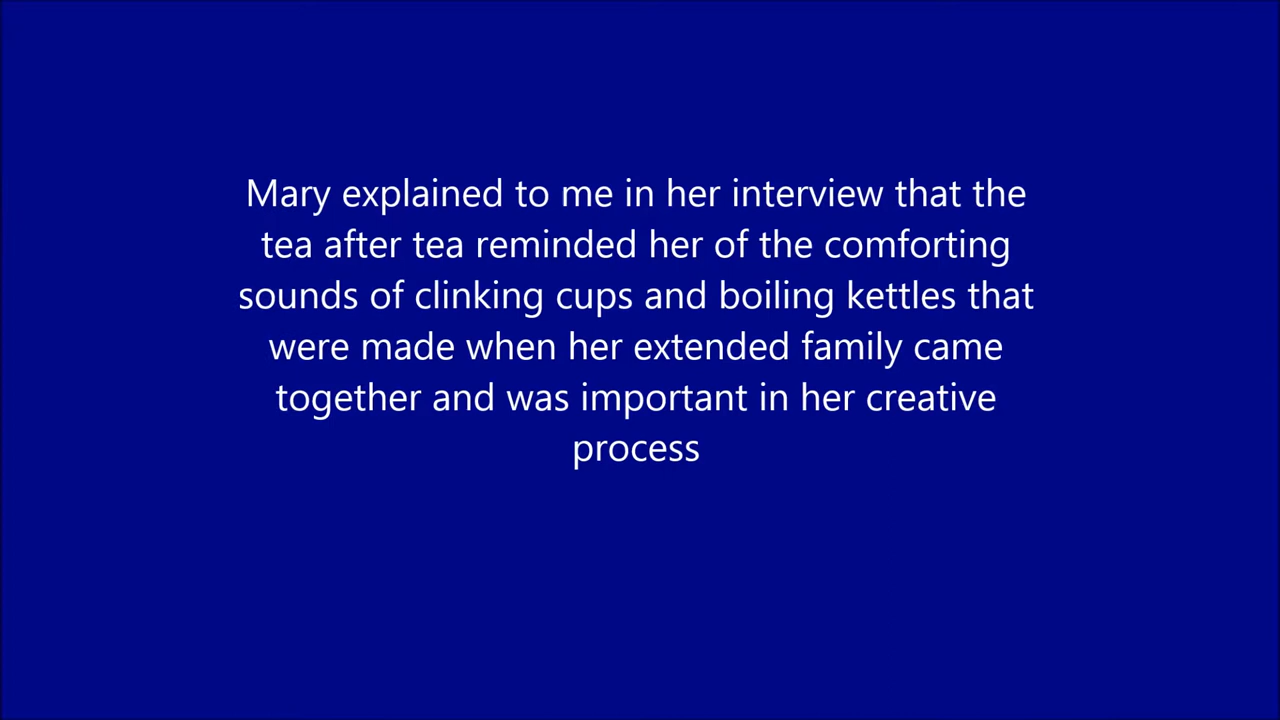 Mary explained to me in her interview that the
tea after tea reminded her of the comforting
sounds of clinking cups and boiling kettles that
were made when her extended family came
together and was important in her creative
process